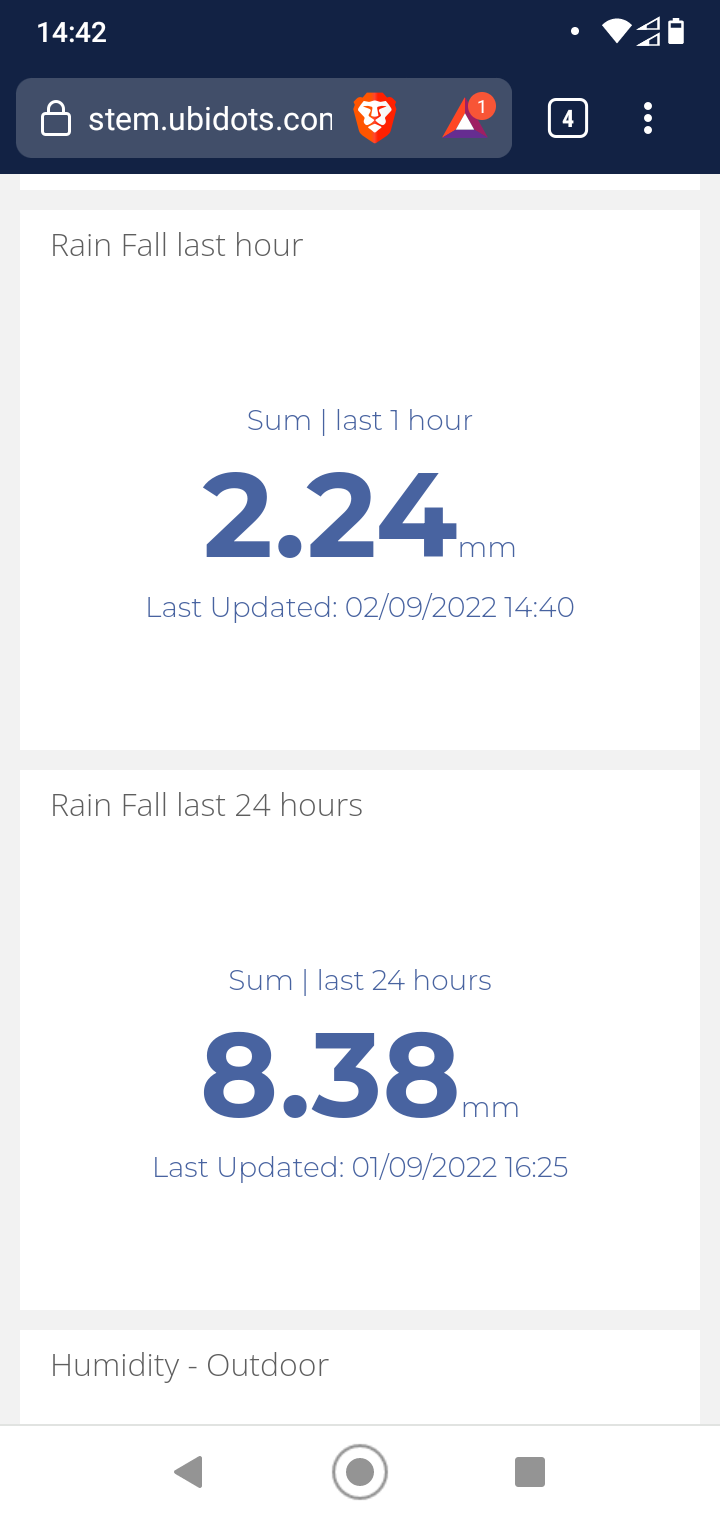 14:42
stem.ubidots.con
1
4
Rain Fall last hour
Sum | last 1 hour
2.24mm
Last Updated: 02/09/2022 14:40
Rain Fall last 24 hours
Sum | last 24 hours
8.38mm
Last Updated: 01/09/2022 16:25
Humidity - Outdoor